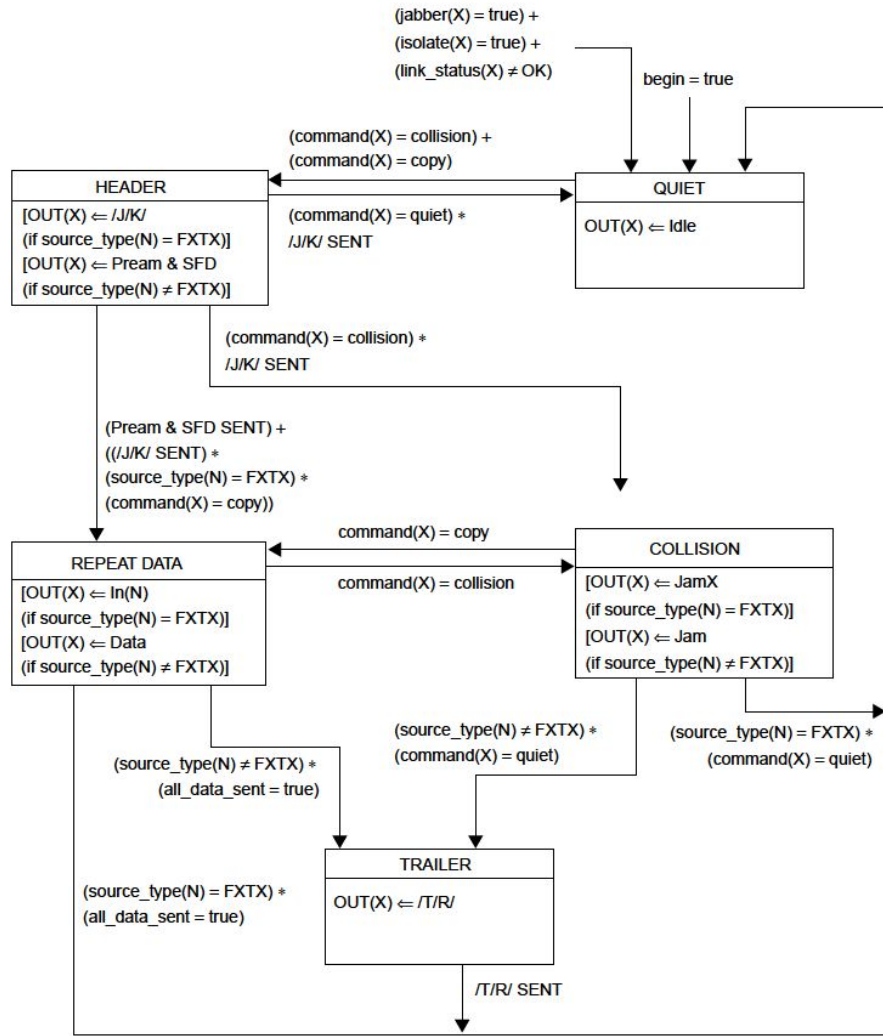 (jabber(X) = true) +
(isolate(X) = true) +
(link_status(X) ≠ OK)
begin = true
(command(X) = collision) +
(command(X) = copy)
HEADER
[OUT(X) ⇐ /J/K/
(if source_type(N) = FXTX)]
[OUT(X) ⇐ Pream & SFD
(if source_type(N) ≠ FXTX)]
(command(X) = quiet) ∗
/J/K/ SENT
QUIET
OUT(X) ⇐ Idle
(command(X) = collision) ∗
/J/K/ SENT
(Pream & SFD SENT) +
((/J/K/ SENT) ∗
(source_type(N) = FXTX) ∗
(command(X) = copy))
command(X) = copy
command(X) = collision
REPEAT DATA
[OUT(X) ⇐ In(N)
(if source_type(N) = FXTX)]
[OUT(X) ⇐ Data
(if source_type(N) ≠ FXTX)]
COLLISION
[OUT(X) ⇐ JamX
(if source_type(N) = FXTX)]
[OUT(X) ⇐ Jam
(if source_type(N) ≠ FXTX)]
(source_type(N) ≠ FXTX) ∗
(all_data_sent = true)
(source_type(N) ≠ FXTX) ∗
(command(X) = quiet)
(source_type(N) = FXTX) ∗
(command(X) = quiet)
(source_type(N) = FXTX) ∗
(all_data_sent = true)
TRAILER
OUT(X) ⇐ /T/R/
/T/R/ SENT